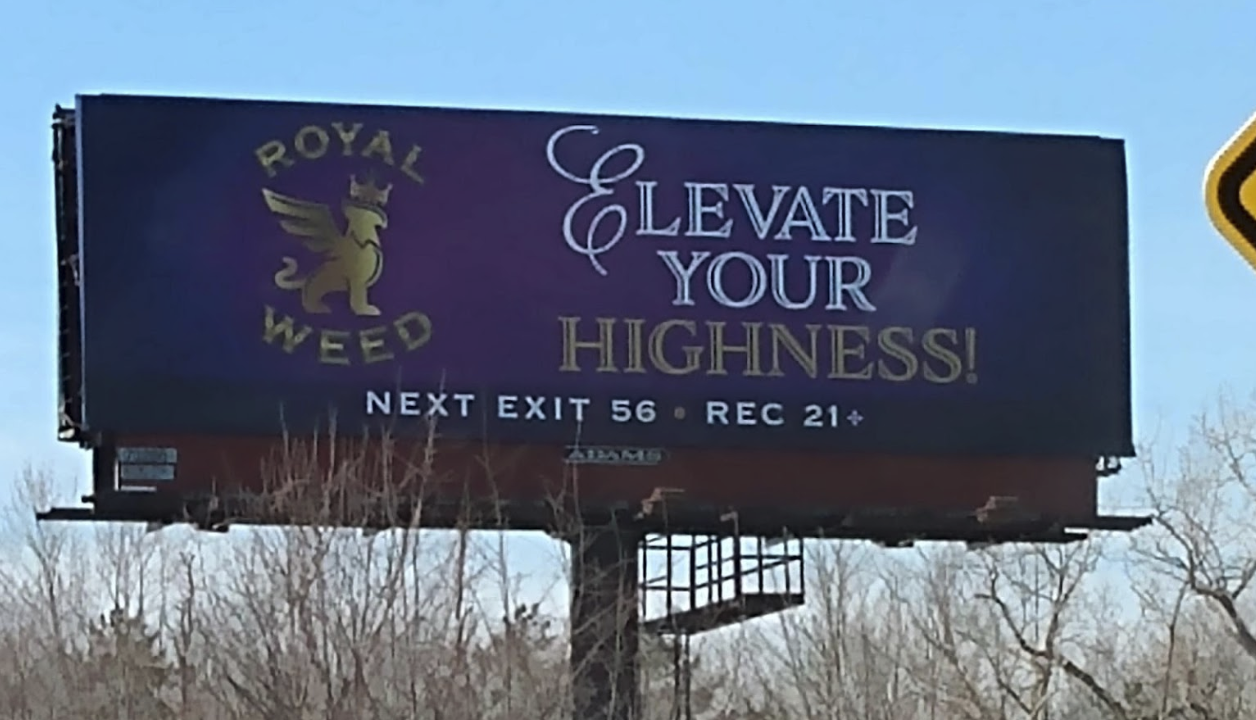 ROYAL
WEED
ELEVATE
YOUR
HIGHNESS!
NEXT EXIT 56 • REC 21+
ADAMS